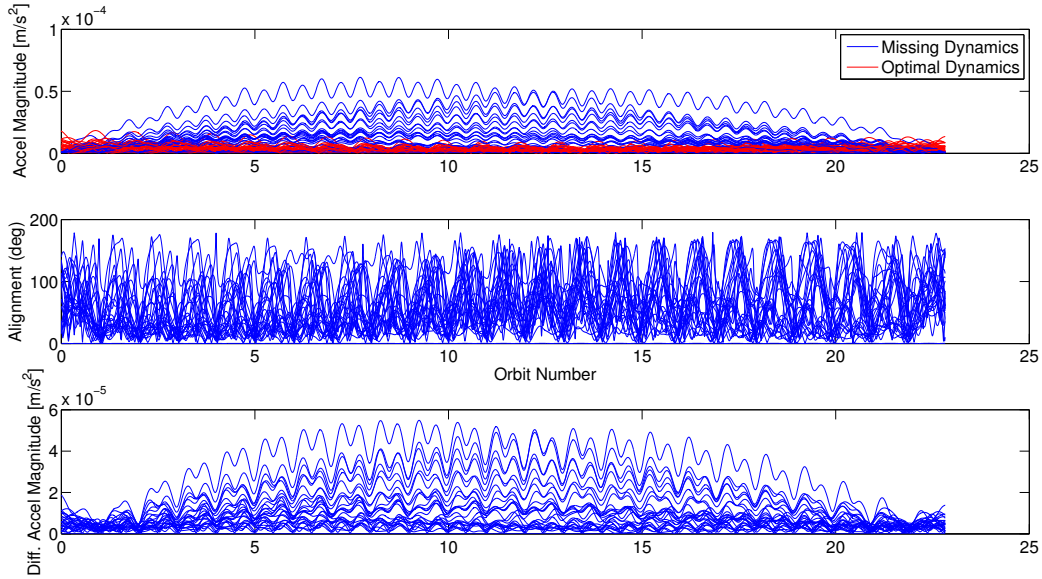 x 10⁻⁴
Accel Magnitude [m/s²]
1
0.5
0
Missing Dynamics
Optimal Dynamics
0 5 10 15 20 25
Alignment (deg)
200
100
0
0 5 10 15 20 25
Orbit Number
x 10⁻⁵
Diff. Accel Magnitude [m/s²]
6
4
2
0
0 5 10 15 20 25